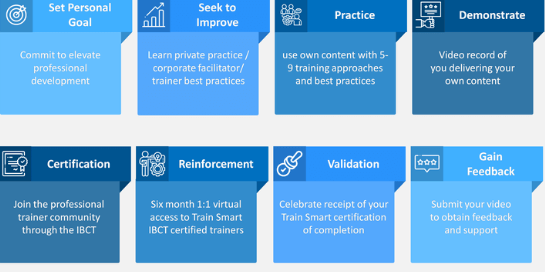 Set Personal
Goal
Commit to elevate
professional
development
Seek to
Improve
Learn private practice /
corporate facilitator/
trainer best practices
Practice
use own content with 5-
9 training approaches
and best practices
Demonstrate
Video record of
you delivering your
own content
Certification
Join the professional
trainer community
through the IBCT
Reinforcement
Six month 1:1 virtual
access to Train Smart
IBCT certified trainers
Validation
Celebrate receipt of your
Train Smart certification
of completion
Gain
Feedback
Submit your video
to obtain feedback
and support